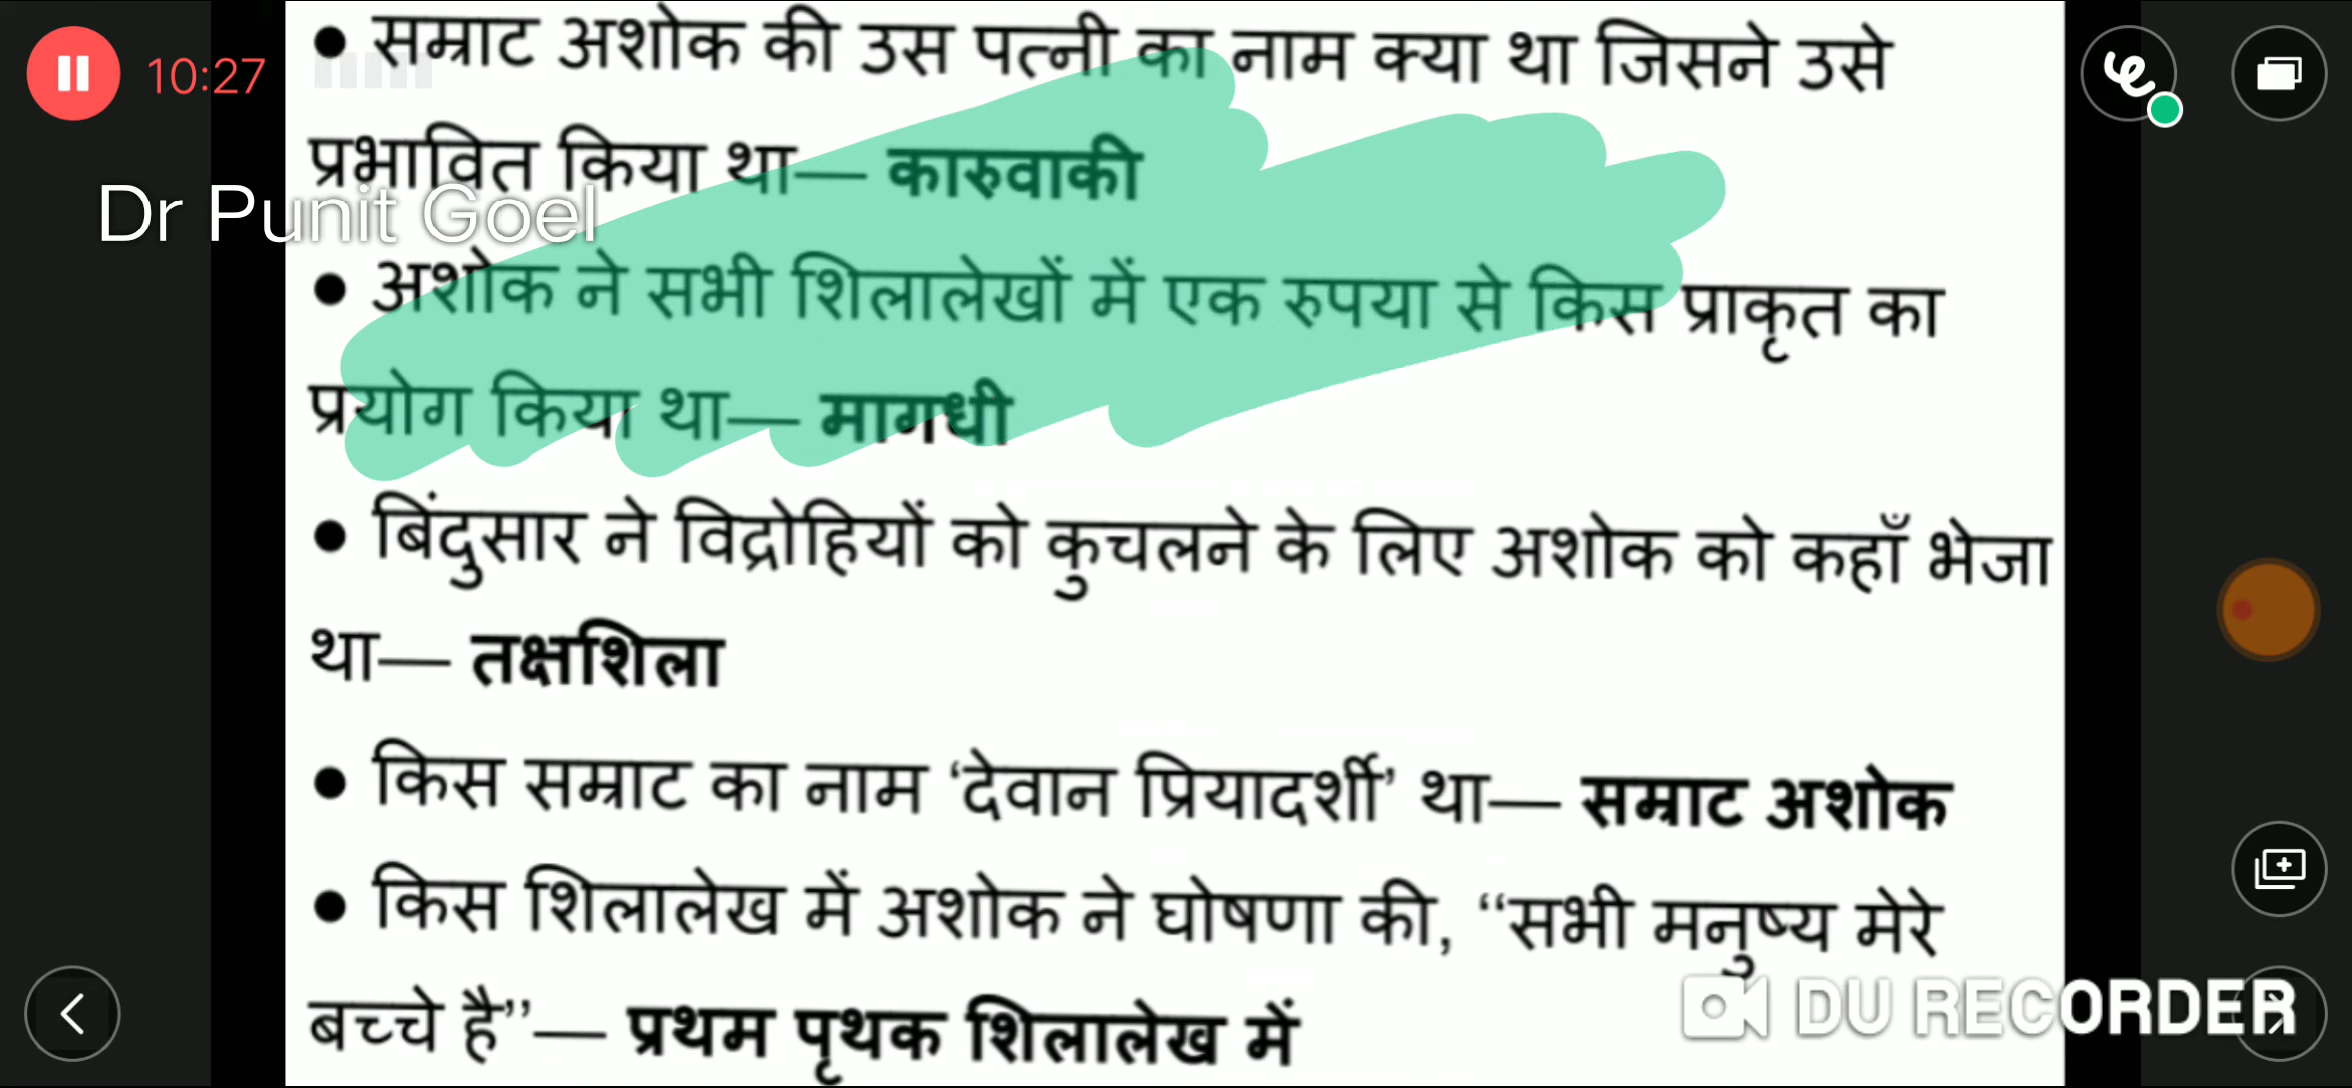 10:27
Dr Punit Goel
● सम्राट अशोक की उस पत्नी का नाम क्या था जिसने उसे
प्रभावित किया था— कारुवाकी
● अशोक ने सभी शिलालेखों में एक रुपया से किस प्राकृत का
प्रयोग किया था— मागधी
● बिंदुसार ने विद्रोहियों को कुचलने के लिए अशोक को कहाँ भेजा
था— तक्षशिला
● किस सम्राट का नाम ‘देवान प्रियादर्शी’ था— सम्राट अशोक
● किस शिलालेख में अशोक ने घोषणा की, “सभी मनुष्य मेरे
बच्चे है”— प्रथम पृथक शिलालेख में
DU RECORDER